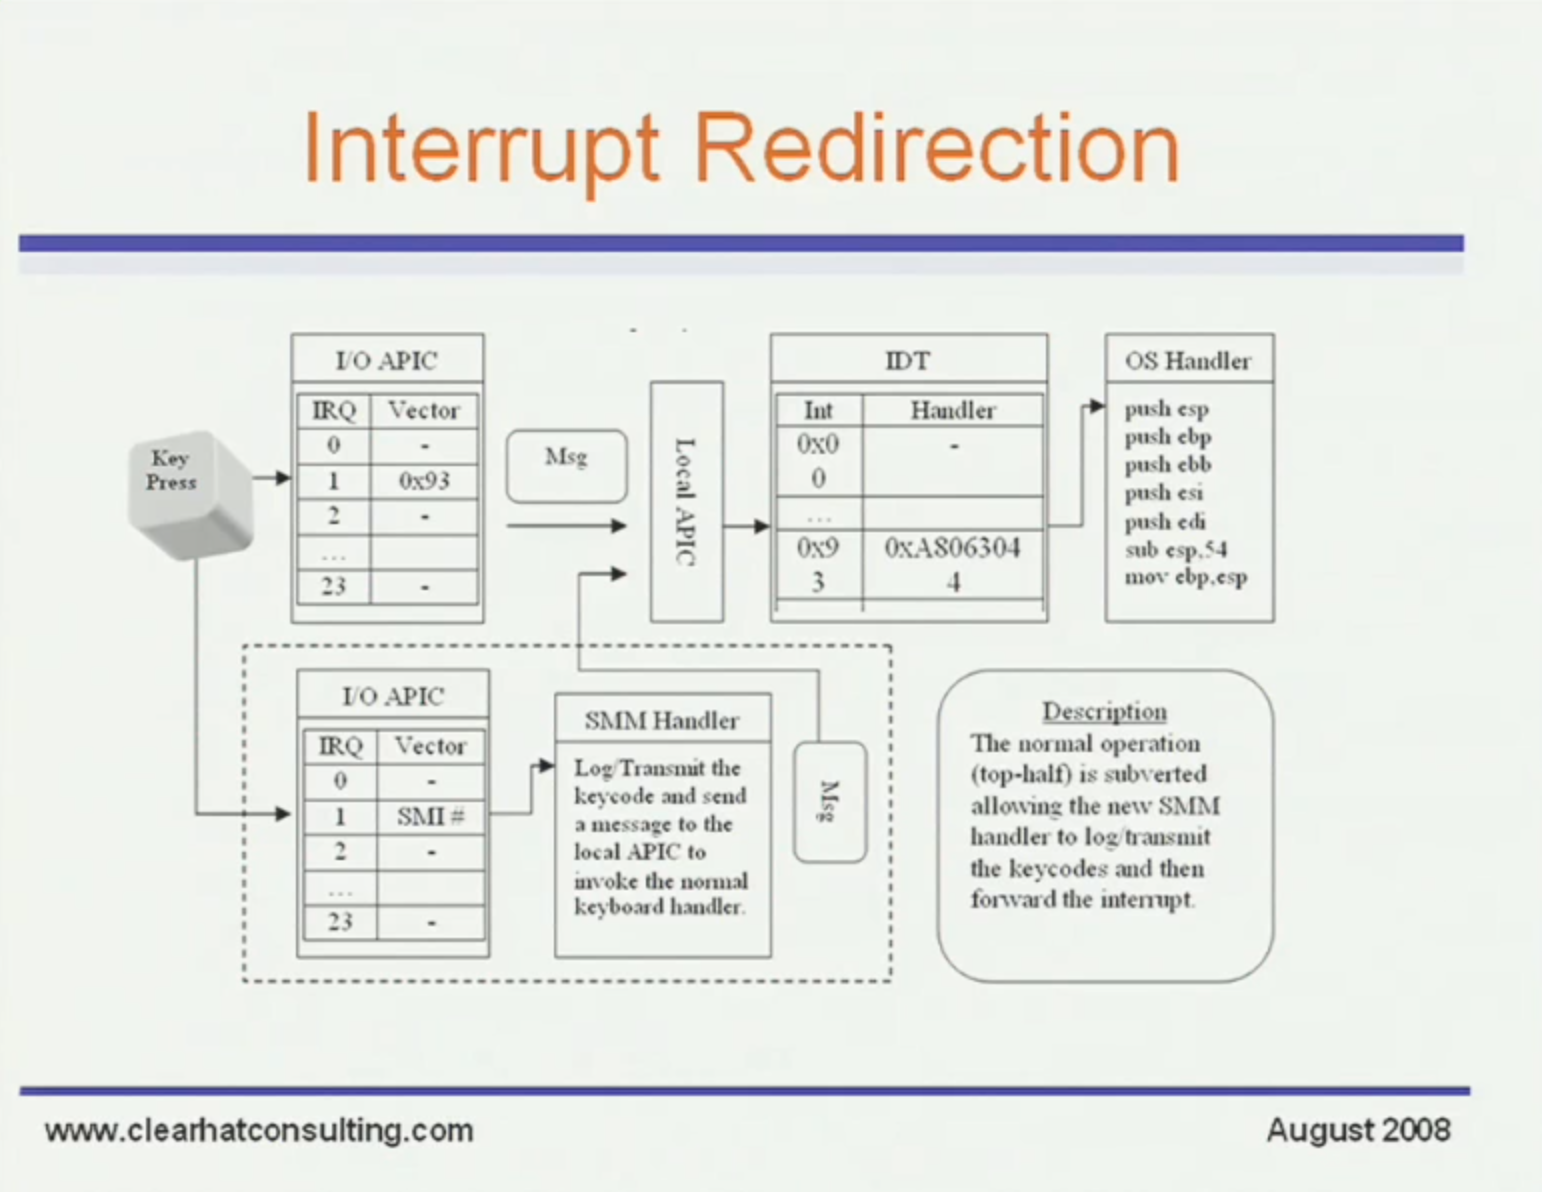 Interrupt Redirection
Key
Press
I/O APIC
IRQ Vector
0 -
1 0x93
2 -
...
23 -
Msg
Local APIC
IDT
Int Handler
0x0 -
0
...
0x9 0xA806304
3 4
OS Handler
push esp
push ebp
push ebb
push esi
push edi
sub esp,54
mov ebp,esp
I/O APIC
IRQ Vector
0 -
1 SMI #
2 -
...
23 -
SMM Handler
Log/Transmit the
keycode and send
a message to the
local APIC to
invoke the normal
keyboard handler.
Msg
Description
The normal operation
(top-half) is subverted
allowing the new SMM
handler to log/transmit
the keycodes and then
forward the interrupt.
www.clearhatconsulting.com
August 2008